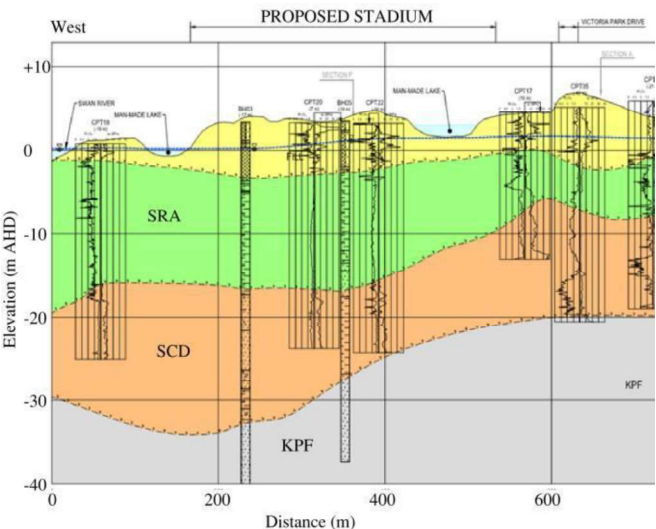 PROPOSED STADIUM
VICTORIA PARK DRIVE
West
SECTION F
SECTION A
SWAN RIVER
MAN-MADE LAKE
CPT19
BH03
CPT20
BH05
CPT22
MAN-MADE LAKE
CPT17
CPT35
+10
0
-10
-20
-30
-40
Elevation (m AHD)
SRA
SCD
KPF
KPF
0
200
400
600
Distance (m)